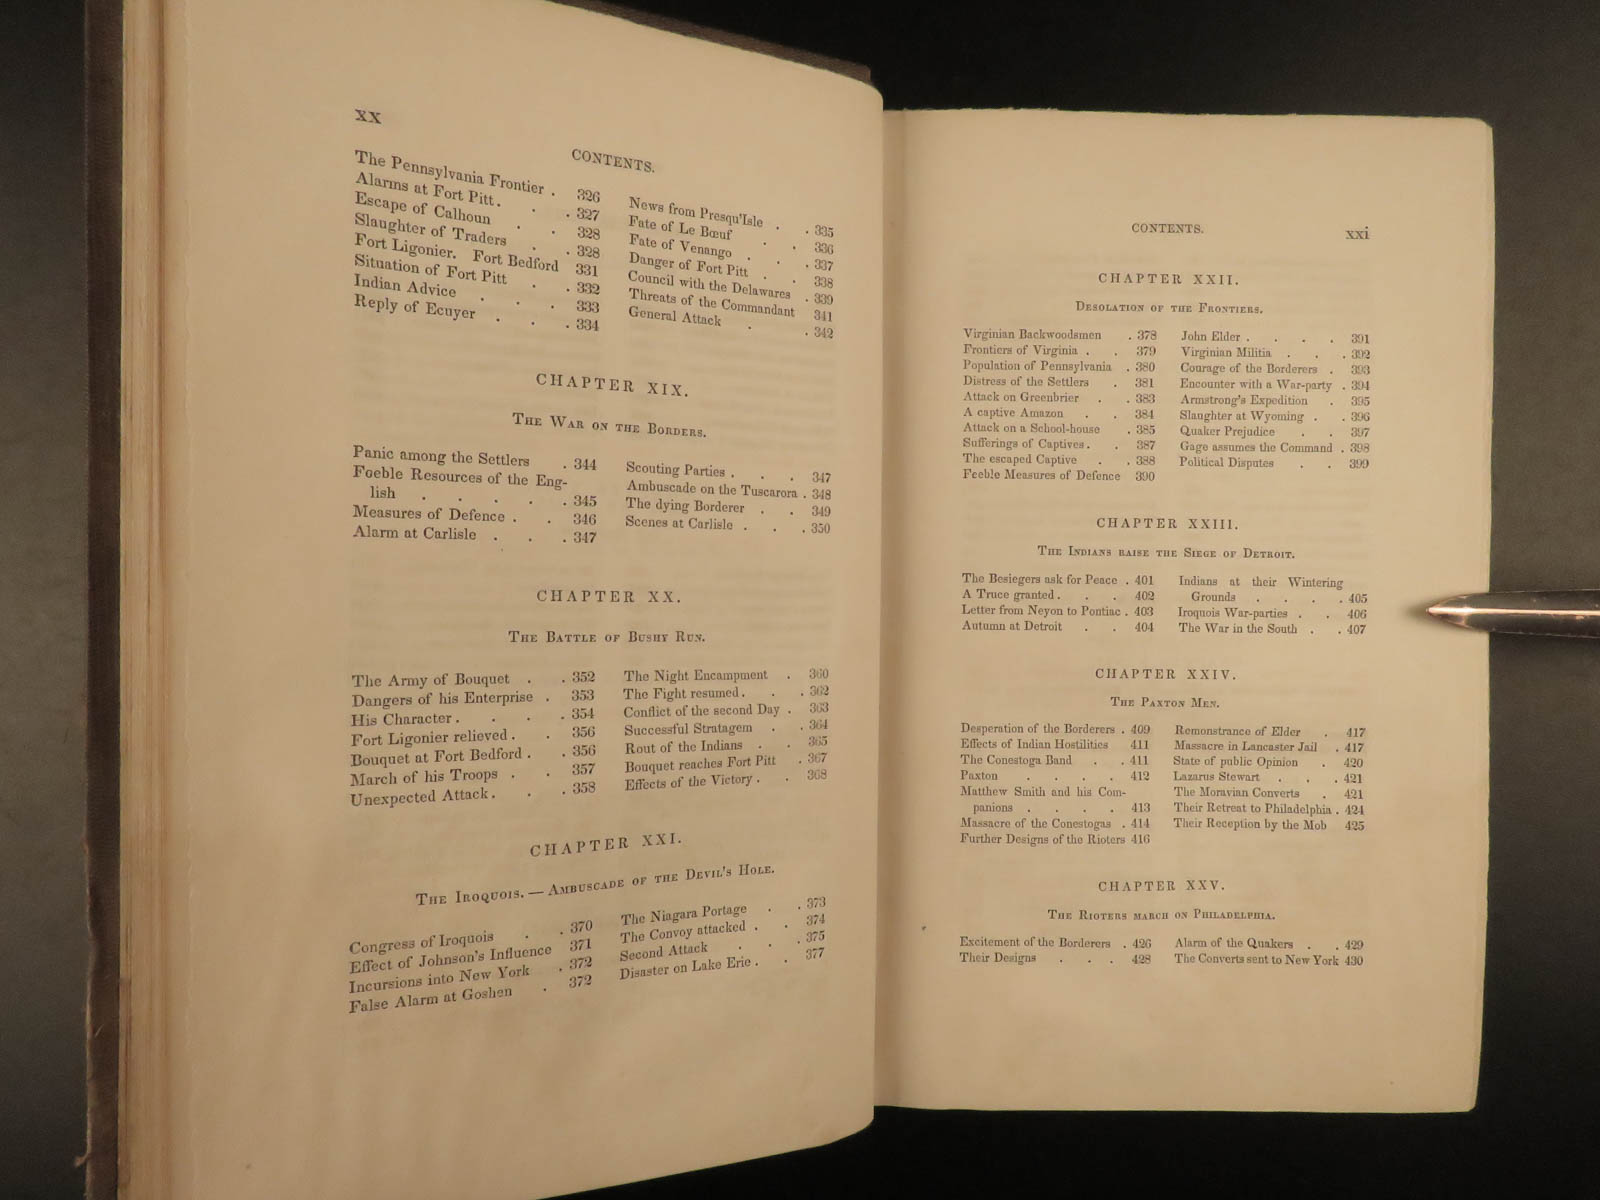 xx
CONTENTS.
The Pennsylvania Frontier . 326
Alarms at Fort Pitt . . . 327
Escape of Calhoun . . 328
Slaughter of Traders . . 328
Fort Ligonier. Fort Bedford 331
Situation of Fort Pitt . . 332
Indian Advice . . . 333
Reply of Ecuyer . . . 334
News from Presqu'Isle . . 335
Fate of Le Bœuf . . 336
Fate of Venango . . . 337
Danger of Fort Pitt . . 338
Council with the Delawares . 339
Threats of the Commandant 341
General Attack . . 342
CHAPTER XIX.
The War on the Borders.
Panic among the Settlers . 344
Feeble Resources of the Eng-
lish . . . . . 345
Measures of Defence . . 346
Alarm at Carlisle . . . 347
Scouting Parties . . . 347
Ambuscade on the Tuscarora . 348
The dying Borderer . . 349
Scenes at Carlisle . . . 350
CHAPTER XX.
The Battle of Bushy Run.
The Army of Bouquet . . 352
Dangers of his Enterprise . 353
His Character . . . . 354
Fort Ligonier relieved . . 356
Bouquet at Fort Bedford . . 356
March of his Troops . . 357
Unexpected Attack . . . 358
The Night Encampment . 360
The Fight resumed . . . 362
Conflict of the second Day . 363
Successful Stratagem . . 364
Rout of the Indians . . 365
Bouquet reaches Fort Pitt . 367
Effects of the Victory . . 368
CHAPTER XXI.
The Iroquois. — Ambuscade of the Devil's Hole.
Congress of Iroquois . . 370
Effect of Johnson's Influence 371
Incursions into New York . 372
False Alarm at Goshen . 372
The Niagara Portage . . 373
The Convoy attacked . . 374
Second Attack . . . 375
Disaster on Lake Erie . . 377
CONTENTS. xxi
CHAPTER XXII.
Desolation of the Frontiers.
Virginian Backwoodsmen . 378
Frontiers of Virginia . . 379
Population of Pennsylvania . 380
Distress of the Settlers . 381
Attack on Greenbrier . . 383
A captive Amazon . . 384
Attack on a School-house . 385
Sufferings of Captives . . 387
The escaped Captive . . 388
Feeble Measures of Defence 390
John Elder . . . . 391
Virginian Militia . . . 392
Courage of the Borderers . 393
Encounter with a War-party . 394
Armstrong's Expedition . 395
Slaughter at Wyoming . . 396
Quaker Prejudice . . 397
Gage assumes the Command . 398
Political Disputes . . 399
CHAPTER XXIII.
The Indians raise the Siege of Detroit.
The Besiegers ask for Peace . 401
A Truce granted . . . 402
Letter from Neyon to Pontiac . 403
Autumn at Detroit . . 404
Indians at their Wintering
Grounds . . . . 405
Iroquois War-parties . . 406
The War in the South . . 407
CHAPTER XXIV.
The Paxton Men.
Desperation of the Borderers . 409
Effects of Indian Hostilities 411
The Conestoga Band . . 411
Paxton . . . . 412
Matthew Smith and his Com-
panions . . . . 413
Massacre of the Conestogas . 414
Further Designs of the Rioters 416
Remonstrance of Elder . 417
Massacre in Lancaster Jail . 417
State of public Opinion . 420
Lazarus Stewart . . . 421
The Moravian Converts . 421
Their Retreat to Philadelphia . 424
Their Reception by the Mob 425
CHAPTER XXV.
The Rioters march on Philadelphia.
Excitement of the Borderers . 426
Their Designs . . . 428
Alarm of the Quakers . . 429
The Converts sent to New York 430